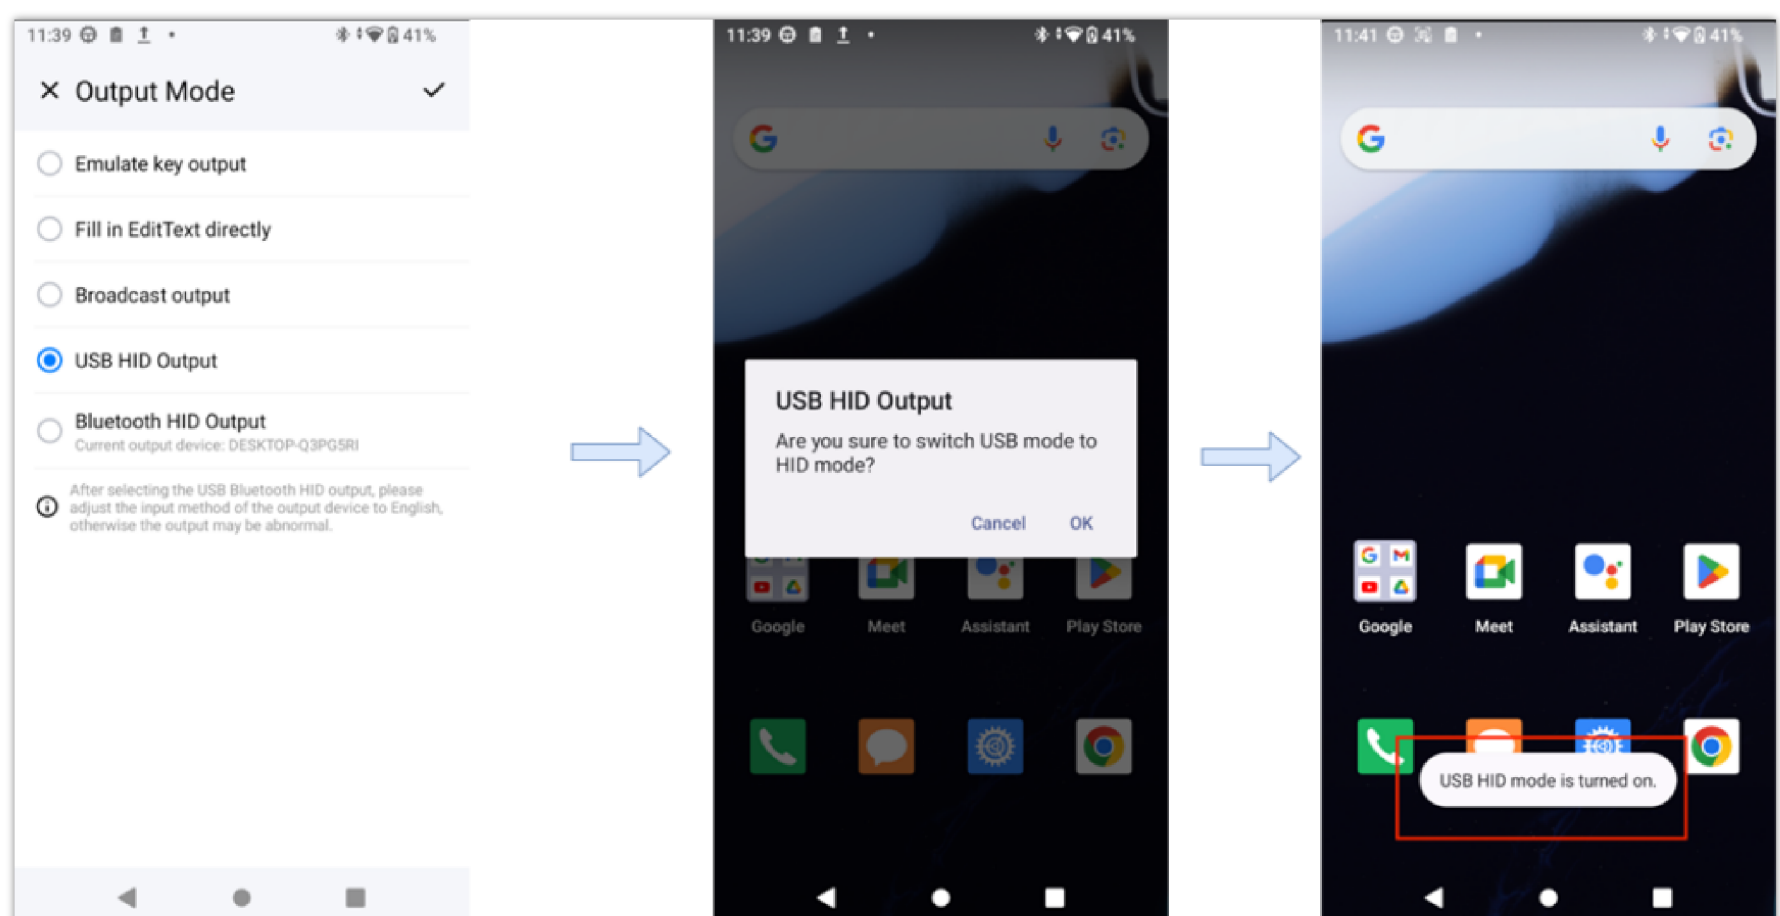 11:39
41%
Output Mode
Emulate key output
Fill in EditText directly
Broadcast output
USB HID Output
Bluetooth HID Output
Current output device: DESKTOP-Q3PG5RI
After selecting the USB Bluetooth HID output, please
adjust the input method of the output device to English,
otherwise the output may be abnormal.
11:39
41%
USB HID Output
Are you sure to switch USB mode to
HID mode?
Cancel
OK
Google
Meet
Assistant
Play Store
11:41
41%
Google
Meet
Assistant
Play Store
USB HID mode is turned on.